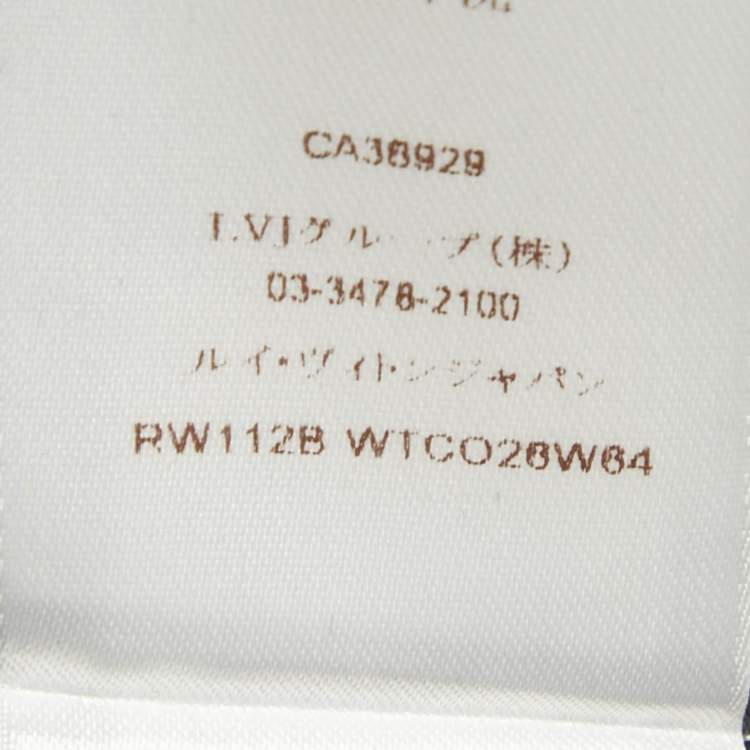 CA38929
LVJグループ(株)
03-3478-2100
ルイ・ヴィトンジャパン
RW112B WTCO26W64